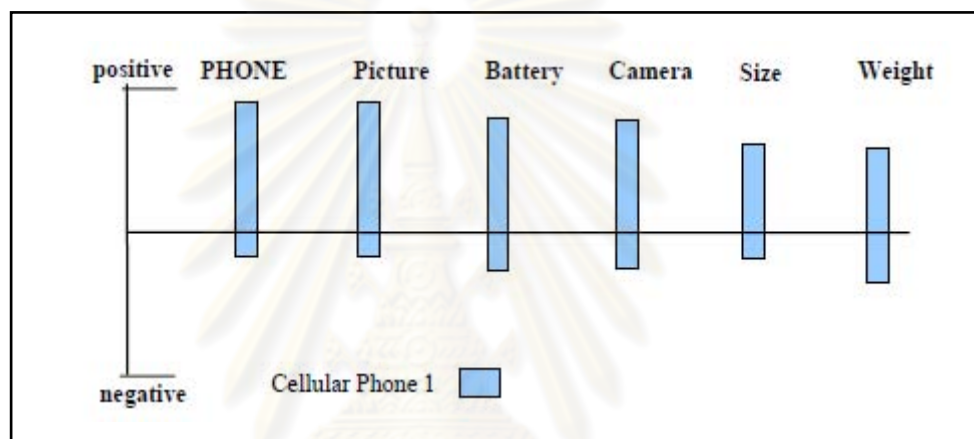 positive PHONE Picture Battery Camera Size Weight
negative
Cellular Phone 1